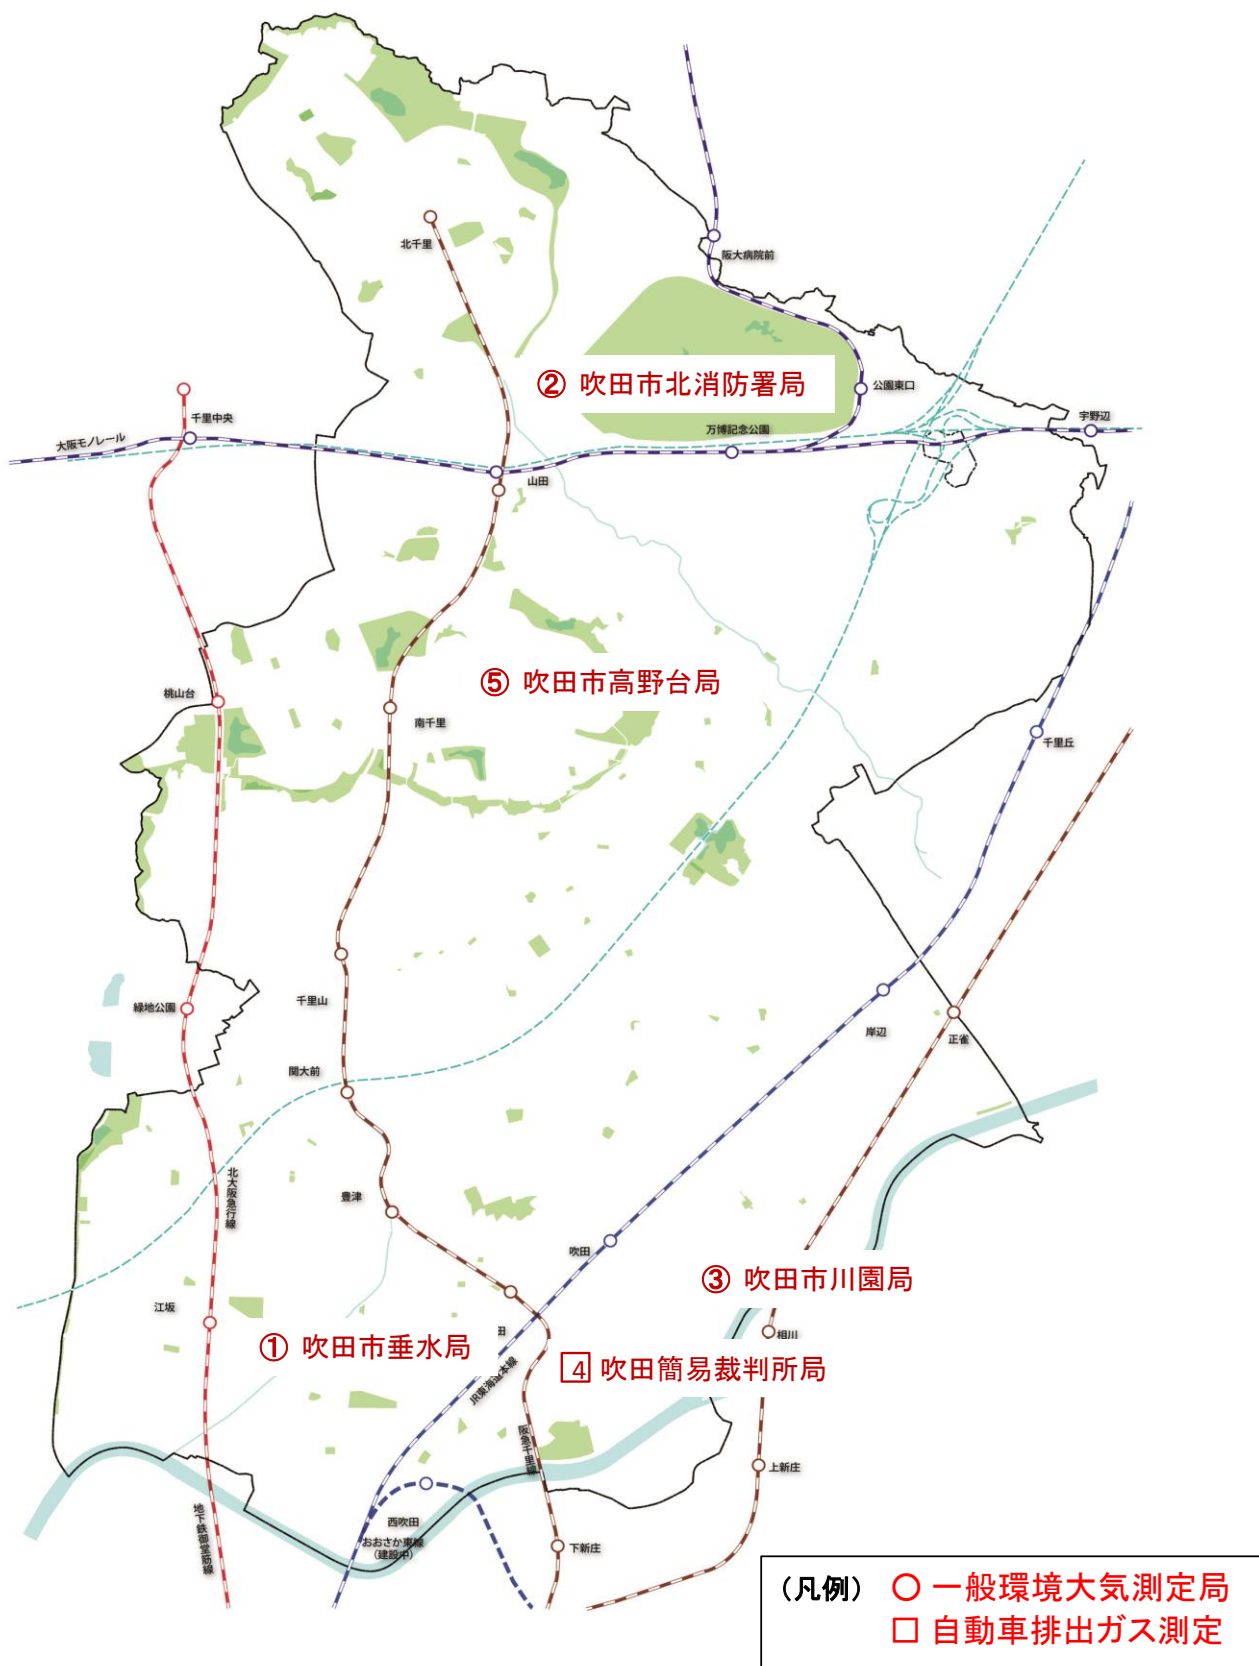 北千里
阪大病院前
② 吹田市北消防署局
公園東口
千里中央
宇野辺
大阪モノレール
万博記念公園
山田
⑤ 吹田市高野台局
桃山台
南千里
千里丘
緑地公園
千里山
岸辺
正雀
関大前
北大阪急行線
豊津
吹田
③ 吹田市川園局
江坂
田
相川
① 吹田市垂水局
4 吹田簡易裁判所局
JR東海道本線
阪急千里線
上新庄
地下鉄御堂筋線
西吹田
おおさか東線
(建設中)
下新庄
(凡例) ○ 一般環境大気測定局
□ 自動車排出ガス測定